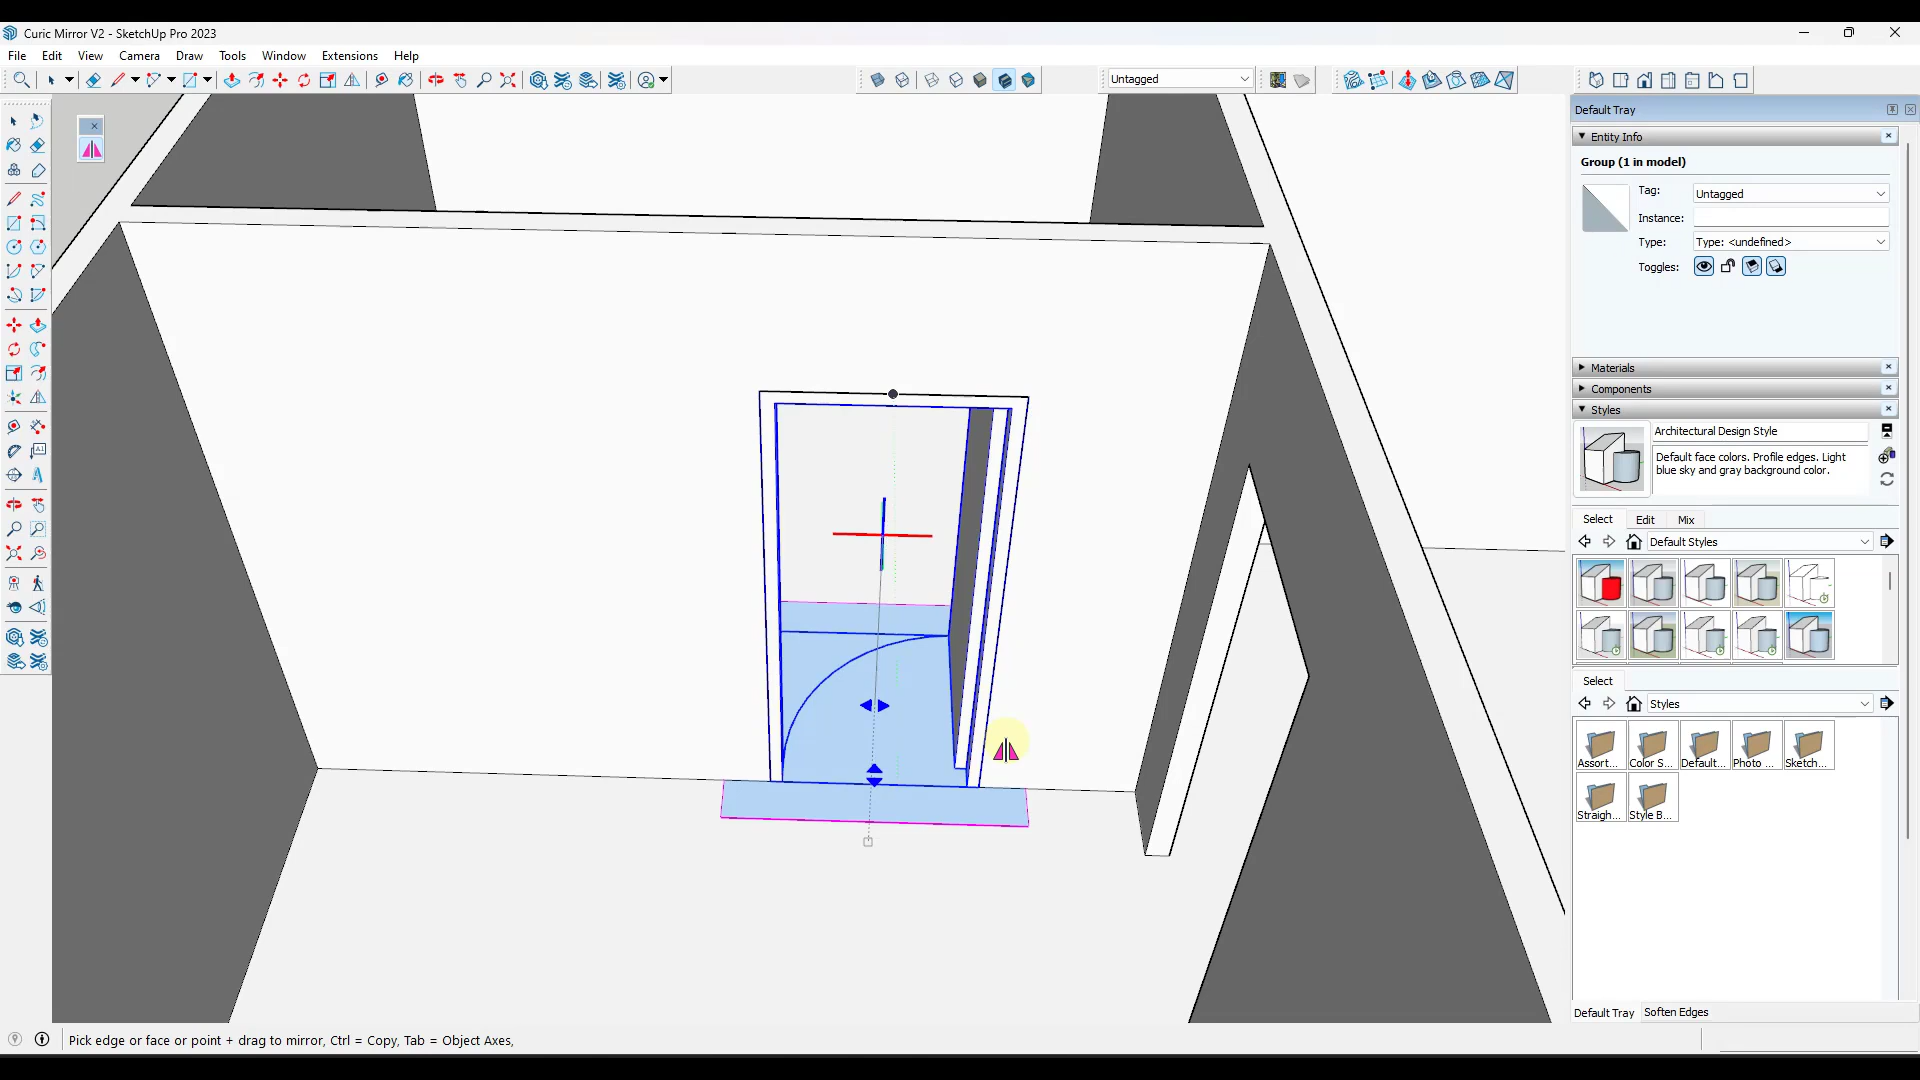 Curic Mirror V2 - SketchUp Pro 2023
File Edit View Camera Draw Tools Window Extensions Help
Untagged
Default Tray
Entity Info
Group (1 in model)
Tag: Untagged
Instance:
Type: Type: <undefined>
Toggles:
Materials
Components
Styles
Architectural Design Style
Default face colors. Profile edges. Light
blue sky and gray background color.
Select Edit Mix
Default Styles
Select
Styles
Assort... Color S... Default... Photo ... Sketch...
Straigh... Style B...
Default Tray Soften Edges
Pick edge or face or point + drag to mirror, Ctrl = Copy, Tab = Object Axes,